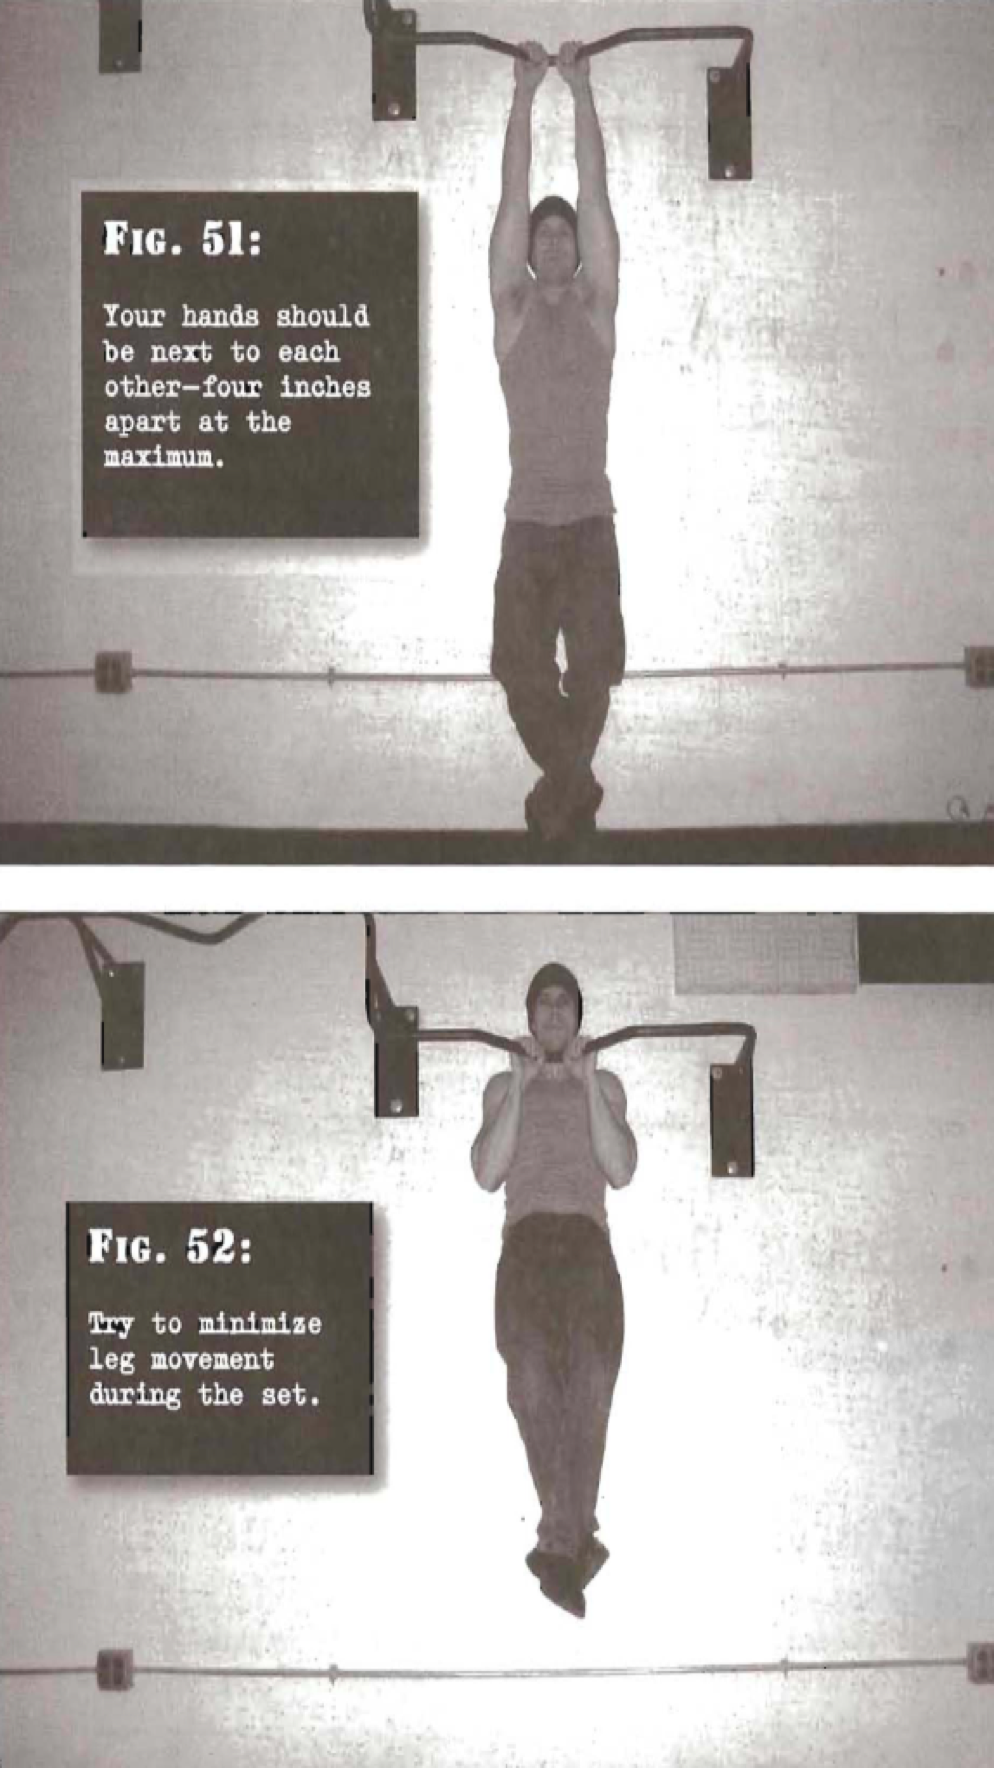 FIG. 51:
Your hands should
be next to each
other—four inches
apart at the
maximum.
FIG. 52:
Try to minimize
leg movement
during the set.